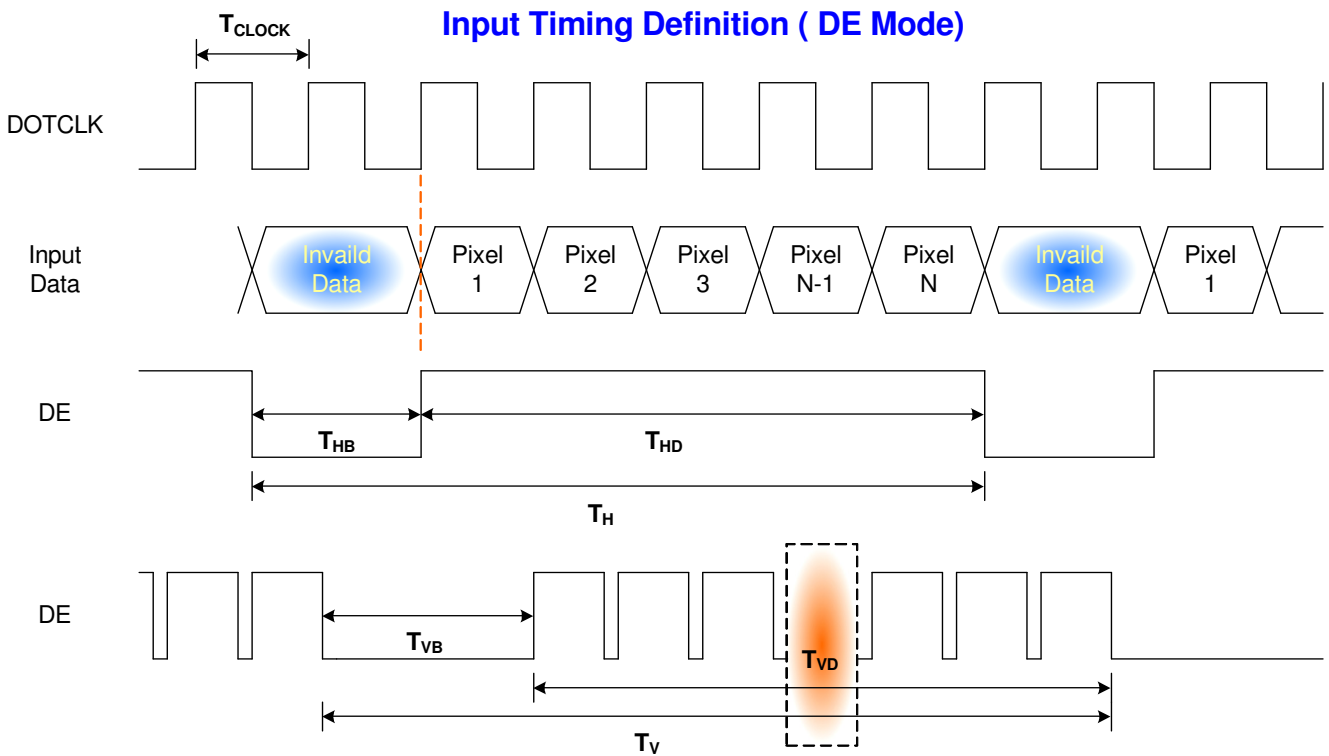 Input Timing Definition ( DE Mode)
TCLOCK
DOTCLK
Input
Data
Invaild
Data
Pixel
1
Pixel
2
Pixel
3
Pixel
N-1
Pixel
N
Invaild
Data
Pixel
1
DE
THB
THD
TH
DE
TVB
TVD
TV